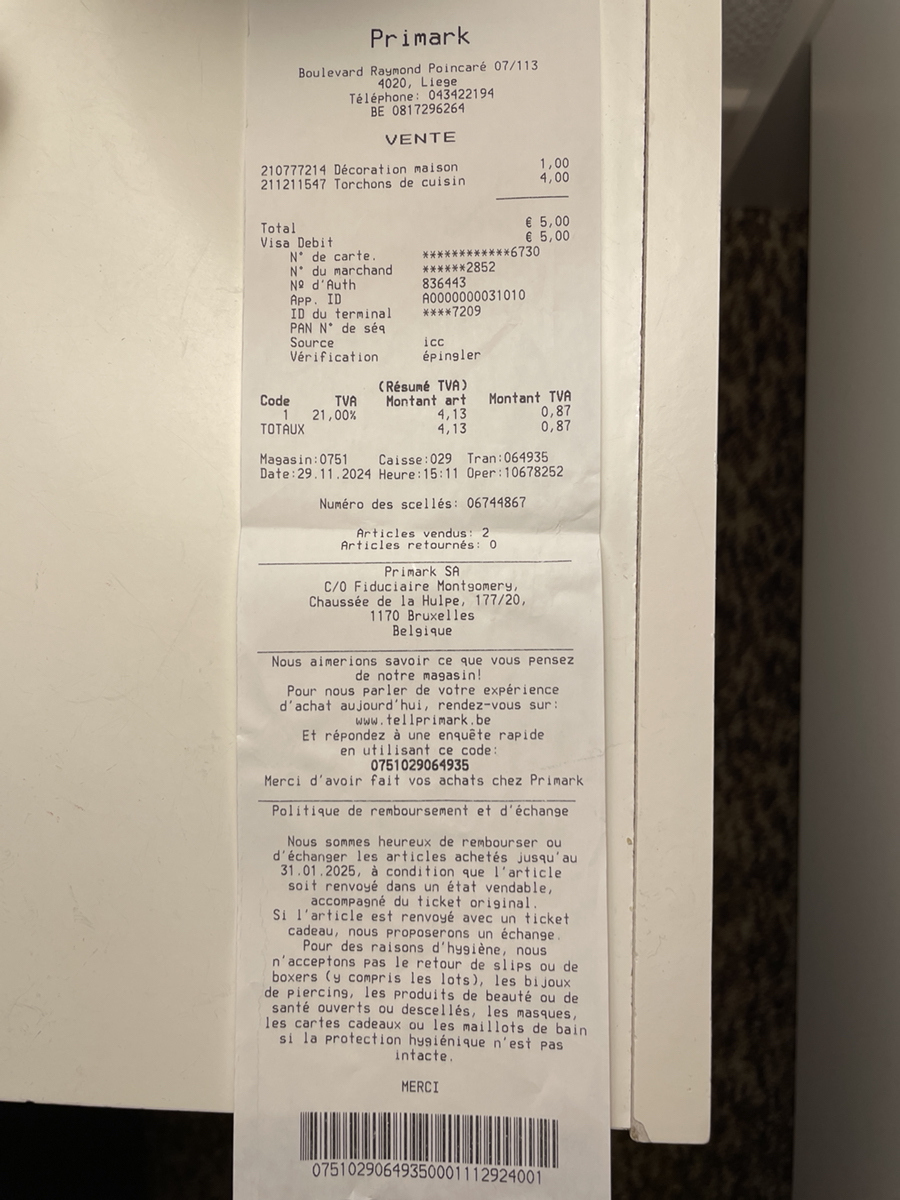 Primark
Boulevard Raymond Poincaré 07/113
4020, Liege
Téléphone: 043422194
BE 0817296264
VENTE
210777214 Décoration maison 1,00
211211547 Torchons de cuisin 4,00
Total € 5,00
Visa Debit € 5,00
N° de carte. ************6730
N° du marchand ******2852
Nº d'Auth 836443
App. ID A0000000031010
ID du terminal ****7209
PAN N° de séq
Source icc
Vérification épingler
(Résumé TVA)
Code TVA Montant art Montant TVA
1 21,00% 4,13 0,87
TOTAUX 4,13 0,87
Magasin:0751 Caisse:029 Tran:064935
Date:29.11.2024 Heure:15:11 Oper:10678252
Numéro des scellés: 06744867
Articles vendus: 2
Articles retournés: 0
Primark SA
C/O Fiduciaire Montgomery,
Chaussée de la Hulpe, 177/20,
1170 Bruxelles
Belgique
Nous aimerions savoir ce que vous pensez
de notre magasin!
Pour nous parler de votre expérience
d'achat aujourd'hui, rendez-vous sur:
www.tellprimark.be
Et répondez à une enquête rapide
en utilisant ce code:
0751029064935
Merci d'avoir fait vos achats chez Primark
Politique de remboursement et d'échange
Nous sommes heureux de rembourser ou
d'échanger les articles achetés jusqu'au
31.01.2025, à condition que l'article
soit renvoyé dans un état vendable,
accompagné du ticket original.
Si l'article est renvoyé avec un ticket
cadeau, nous proposerons un échange.
Pour des raisons d'hygiène, nous
n'acceptons pas le retour de slips ou de
boxers (y compris les lots), les bijoux
de piercing, les produits de beauté ou de
santé ouverts ou descellés, les masques,
les cartes cadeaux ou les maillots de bain
si la protection hygiénique n'est pas
intacte.
MERCI
07510290649350001112924001